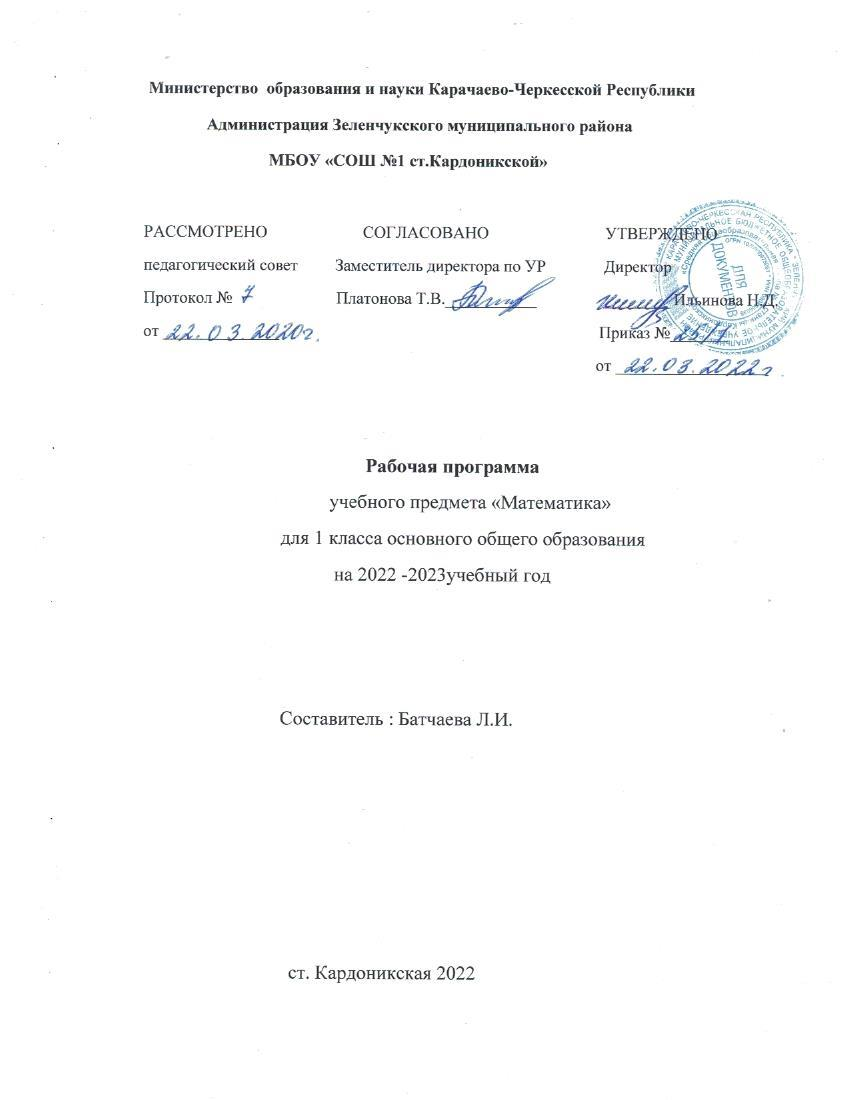 Министерство образования и науки Карачаево-Черкесской Республики
Администрация Зеленчукского муниципального района
МБОУ «СОШ №1 ст.Кардоникской»
РАССМОТРЕНО СОГЛАСОВАНО УТВЕРЖДЕНО
педагогический совет Заместитель директора по УР Директор
Протокол № 7 Платонова Т.В. Ильинова Н.Д.
от 22.03.2020г. Приказ №
от 22.03.2022г
ДЛЯ
ДОКУМЕНТОВ
Рабочая программа
учебного предмета «Математика»
для 1 класса основного общего образования
на 2022 -2023учебный год
Составитель : Батчаева Л.И.
ст. Кардоникская 2022